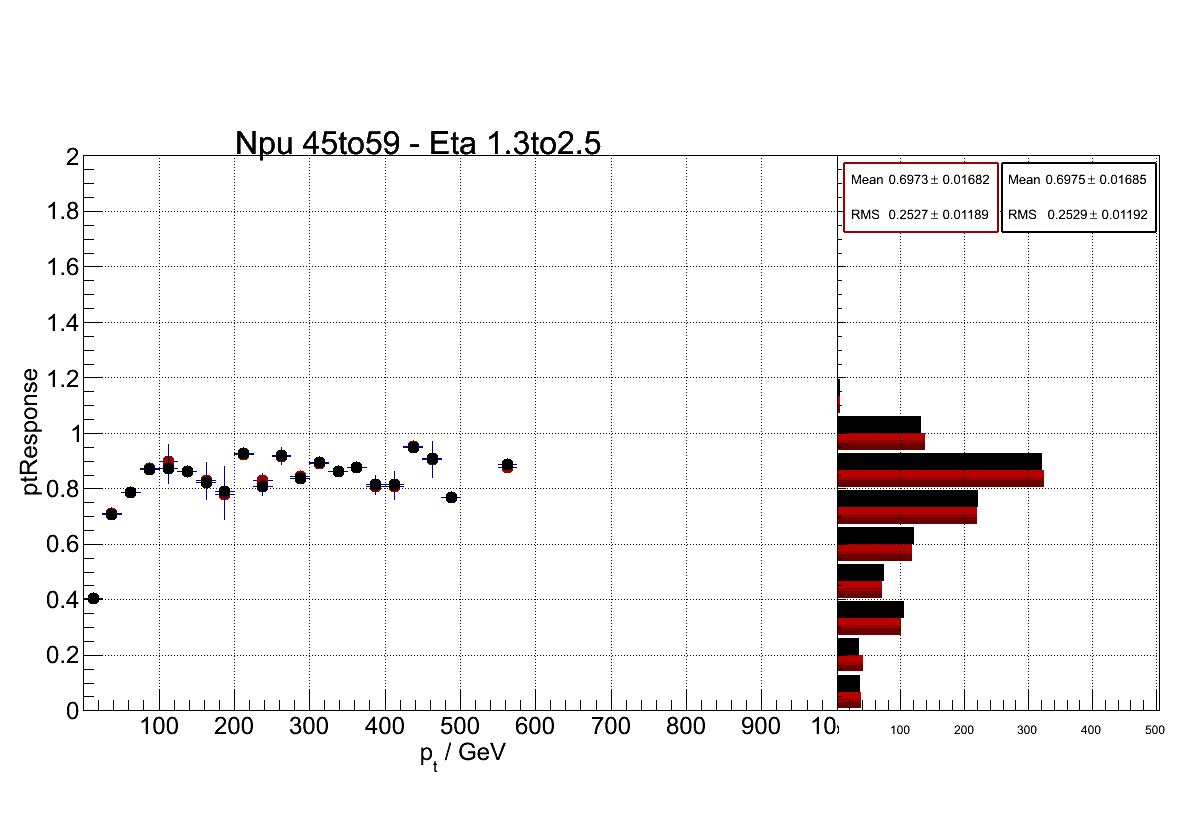 Npu 45to59 - Eta 1.3to2.5
Mean 0.6973 ± 0.01682
RMS 0.2527 ± 0.01189
Mean 0.6975 ± 0.01685
RMS 0.2529 ± 0.01192
ptResponse
2
1.8
1.6
1.4
1.2
1
0.8
0.6
0.4
0.2
0
100 200 300 400 500 600 700 800 900 10
100 200 300 400 500
pt / GeV